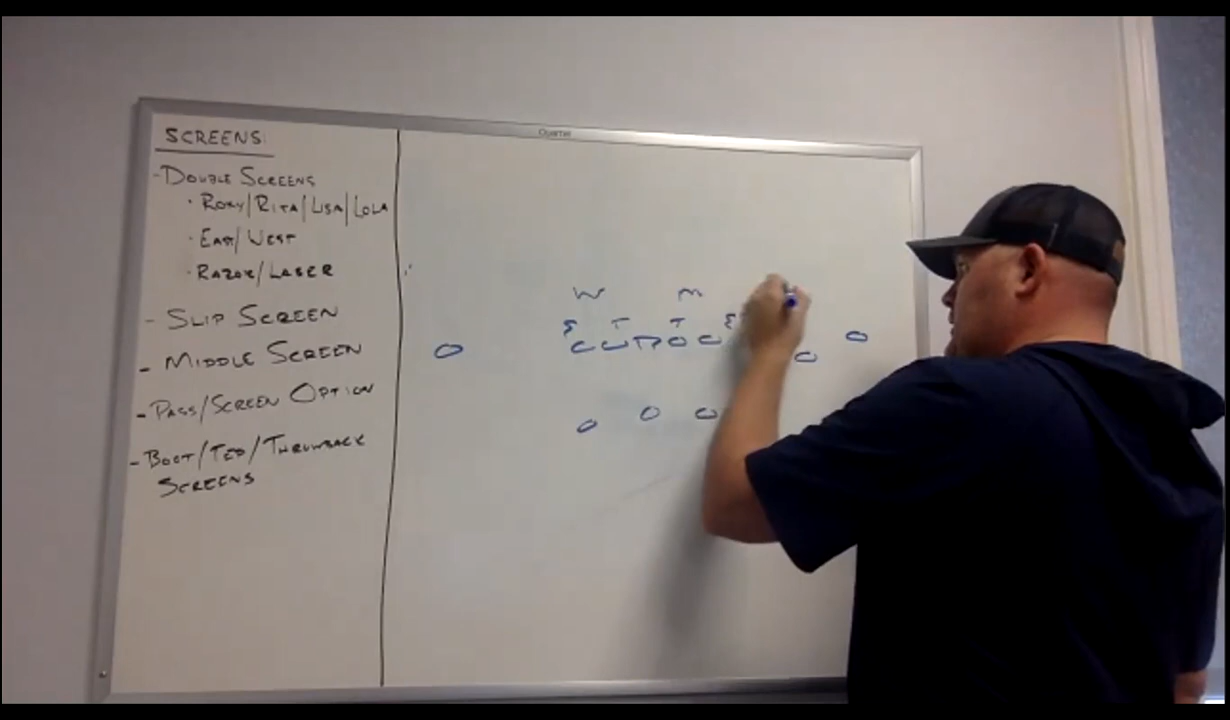 SCREENS:
- DOUBLE SCREENS
· ROXY/RITA/LISA/LOLA
· EAST/WEST
· RAZOR/LASER
- SLIP SCREEN
- MIDDLE SCREEN
- PASS/SCREEN OPTION
- BOOT/TED/THROWBACK
SCREENS
W M
E T T E
Quartet